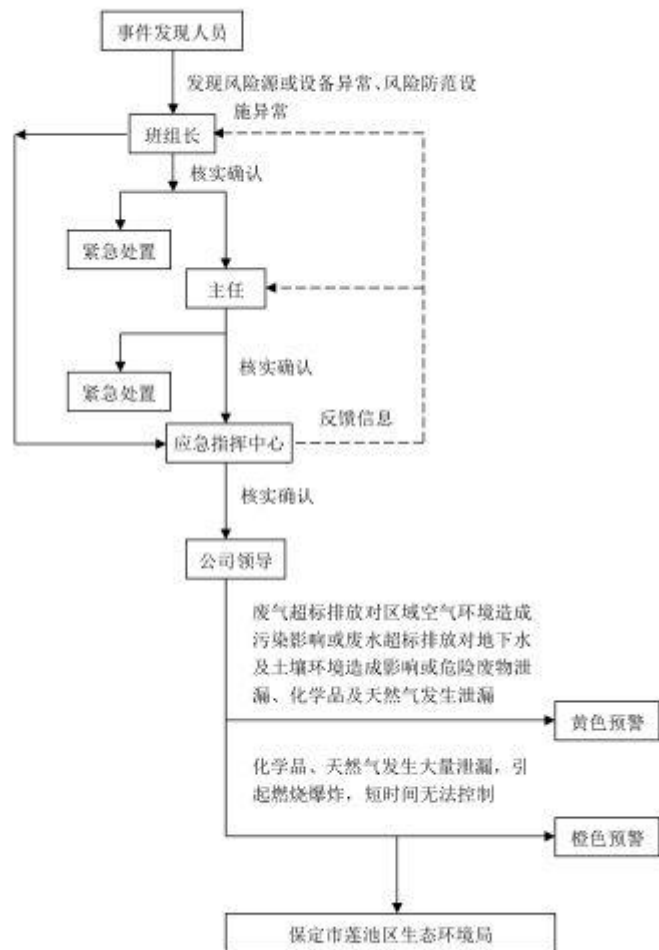 事件发现人员
发现风险源或设备异常、风险防范设
施异常
班组长
核实确认
紧急处置
主任
核实确认
紧急处置
反馈信息
应急指挥中心
核实确认
公司领导
废气超标排放对区域空气环境造成
污染影响或废水超标排放对地下水
及土壤环境造成影响或危险废物泄
漏、化学品及天然气发生泄漏
黄色预警
化学品、天然气发生大量泄漏，引
起燃烧爆炸，短时间无法控制
橙色预警
保定市莲池区生态环境局